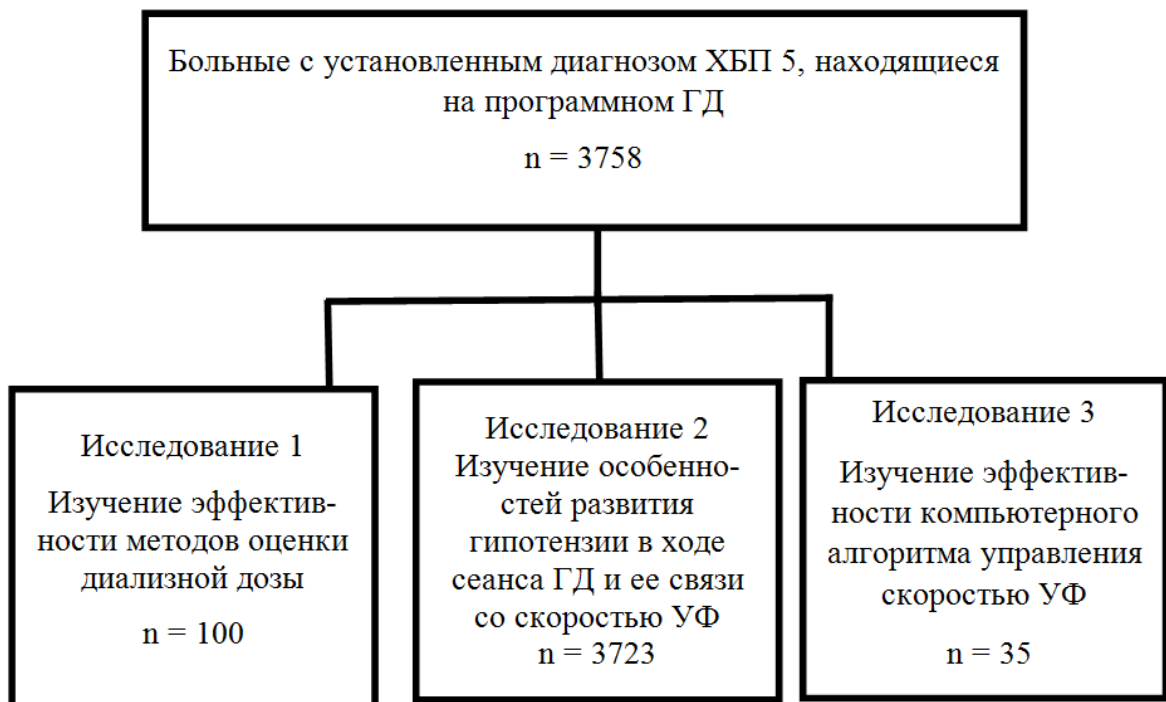 Больные с установленным диагнозом ХБП 5, находящиеся
на программном ГД
n = 3758
Исследование 1
Изучение эффектив-
ности методов оценки
диализной дозы
n = 100
Исследование 2
Изучение особенно-
стей развития
гипотензии в ходе
сеанса ГД и ее связи
со скоростью УФ
n = 3723
Исследование 3
Изучение эффектив-
ности компьютерного
алгоритма управления
скоростью УФ
n = 35